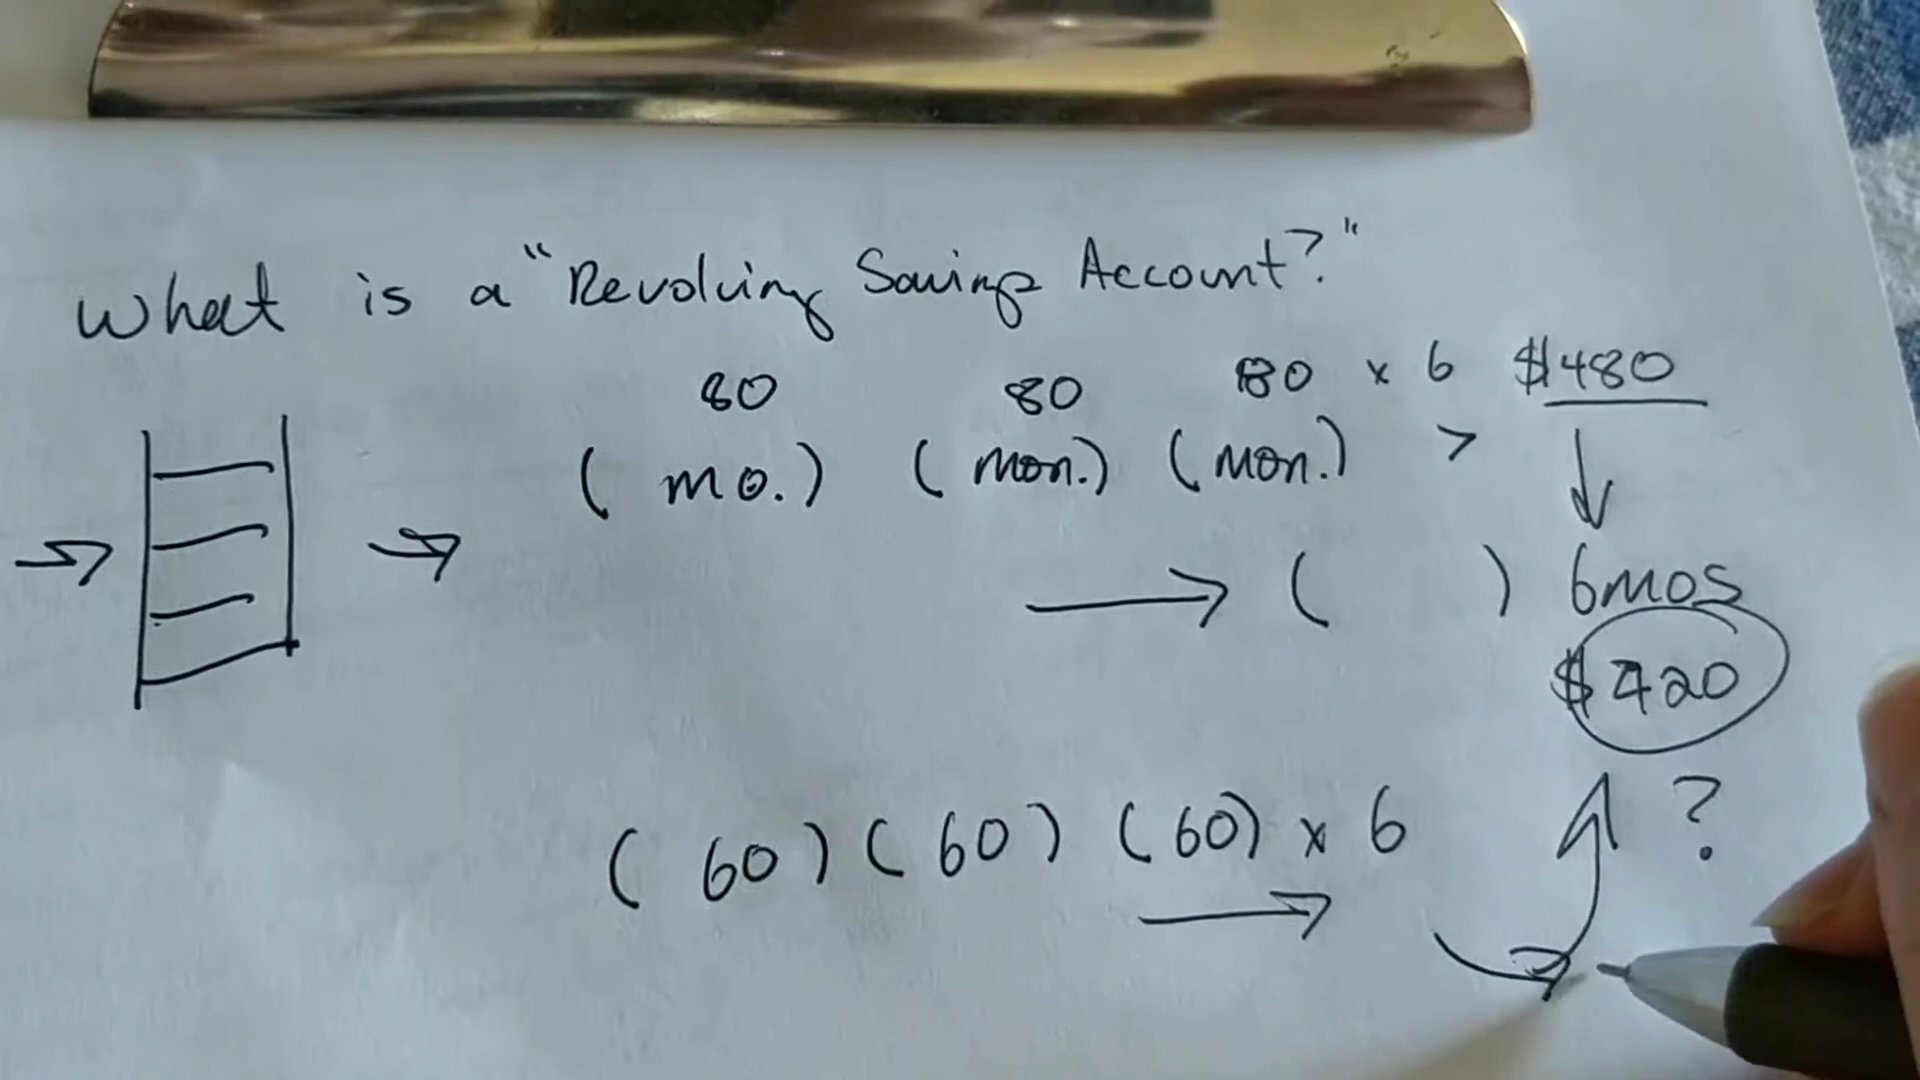 What is a "Revolving Savings Account?"
80 80 80 x 6 $480
( mo.) ( mon.) ( mon.) >
( ) 6mos
$420
( 60) ( 60) ( 60) x 6 ?